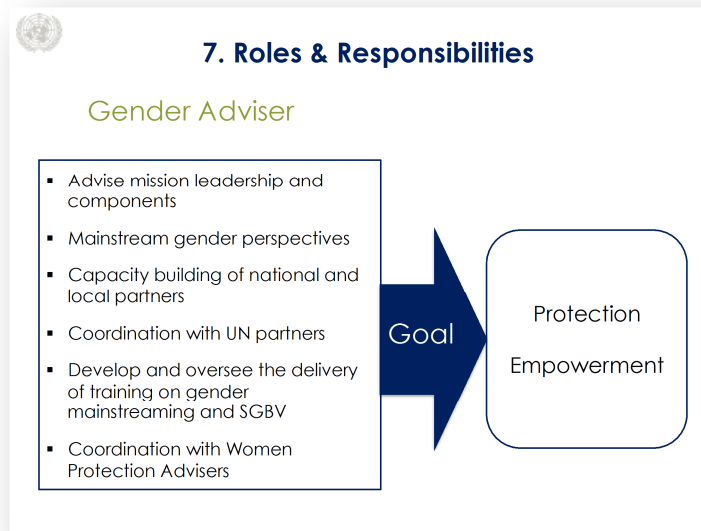 7. Roles & Responsibilities
Gender Adviser
▪ Advise mission leadership and
components
▪ Mainstream gender perspectives
▪ Capacity building of national and
local partners
▪ Coordination with UN partners
▪ Develop and oversee the delivery
of training on gender
mainstreaming and SGBV
▪ Coordination with Women
Protection Advisers
Goal
Protection
Empowerment